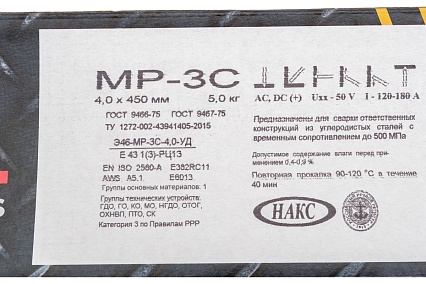 МР-3С
4,0 х 450 мм 5,0 кг
ГОСТ 9466-75 ГОСТ 9467-75
ТУ 1272-002-43941405-2015
Э46-МР-3С-4,0-УД
Е 43 1(3)-РЦ13
EN ISO 2560-A E382RC11
AWS A5.1 E6013
Группы основных материалов: 1
Группы технических устройств:
ГДО, ГО, КО, МО, НГДО, ОТОГ,
ОХНВП, ПТО, СК
Категория 3 по Правилам РРР
AC, DC (+) Uxx - 50 V I - 120-180 A
Предназначены для сварки ответственных
конструкций из углеродистых сталей с
временным сопротивлением до 500 МПа
Допустимое содержание влаги перед при-
менением 0,4-0,9 %.
Повторная прокалка 90-120 °С в течение
40 мин
НАКС
s